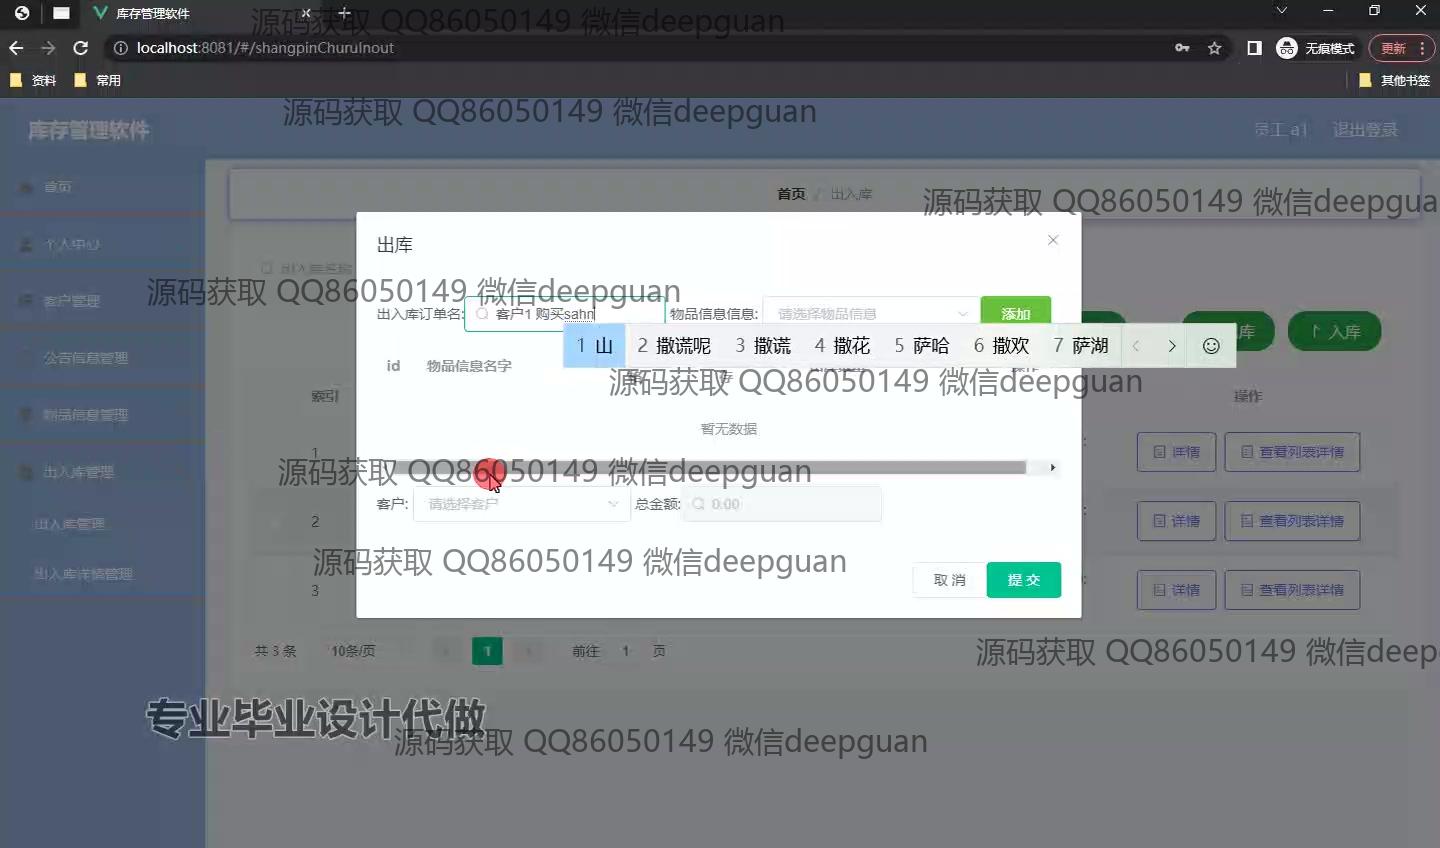 库存管理软件
localhost:8081/#/shangpinChuruInout
无痕模式
更新
资料
常用
其他书签
源码获取 QQ86050149 微信deepguan
源码获取 QQ86050149 微信deepguan
库存管理软件
员工 a1
退出登录
首页
个人中心
客户管理
公告信息管理
物品信息管理
出入库管理
出入库管理
出入库详情管理
首页 / 出入库
源码获取 QQ86050149 微信deepgua
出库
源码获取 QQ86050149 微信deepguan
出入库订单名:
客户1 购买sahn
物品信息信息:
请选择物品信息
添加
1 山 2 撒谎呢 3 撒谎 4 撒花 5 萨哈 6 撒欢 7 萨湖
库
入库
id
物品信息名字
操作
源码获取 QQ86050149 微信deepguan
索引
操作
暂无数据
1
详情
查看列表详情
源码获取 QQ86050149 微信deepguan
客户:
请选择客户
总金额:
0.00
2
详情
查看列表详情
源码获取 QQ86050149 微信deepguan
取消
提交
3
详情
查看列表详情
共 3 条
10条/页
1
前往 1 页
源码获取 QQ86050149 微信deep
专业毕业设计代做
源码获取 QQ86050149 微信deepguan